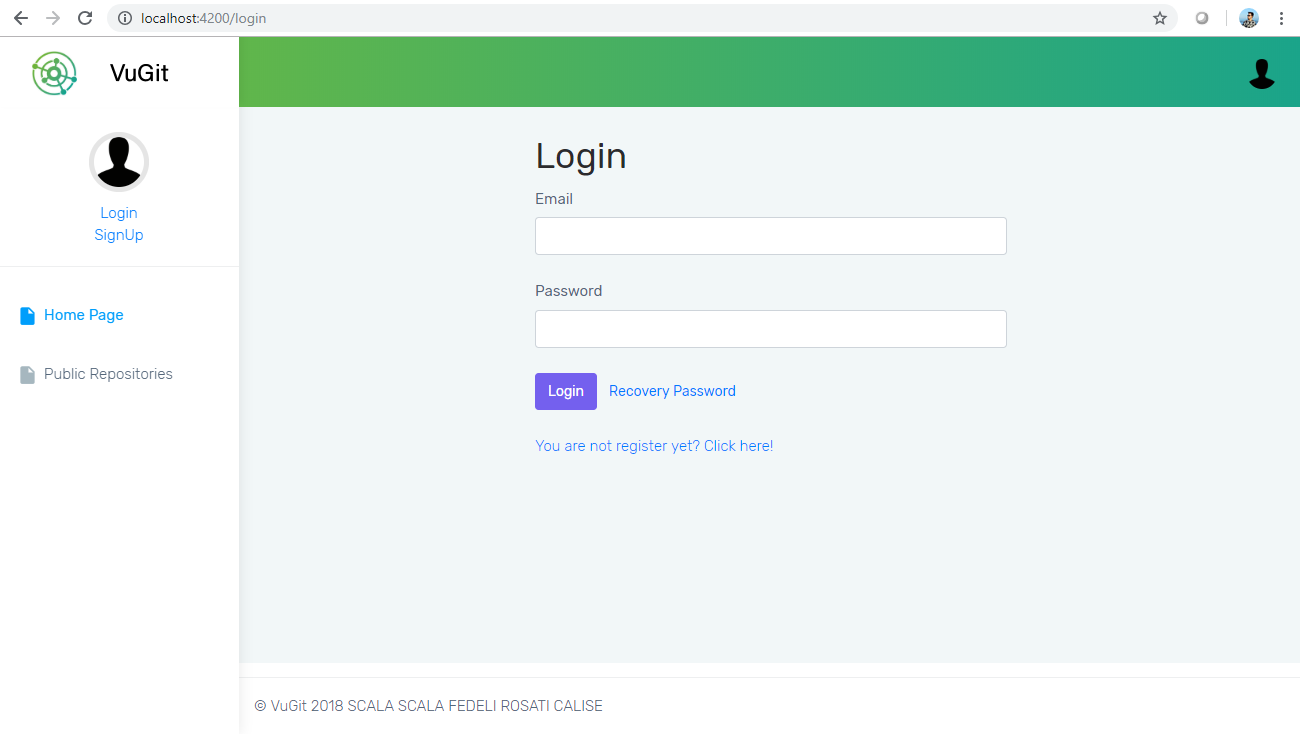 localhost:4200/login
VuGit
Login
SignUp
Home Page
Public Repositories
Login
Email
Password
Login Recovery Password
You are not register yet? Click here!
© VuGit 2018 SCALA SCALA FEDELI ROSATI CALISE